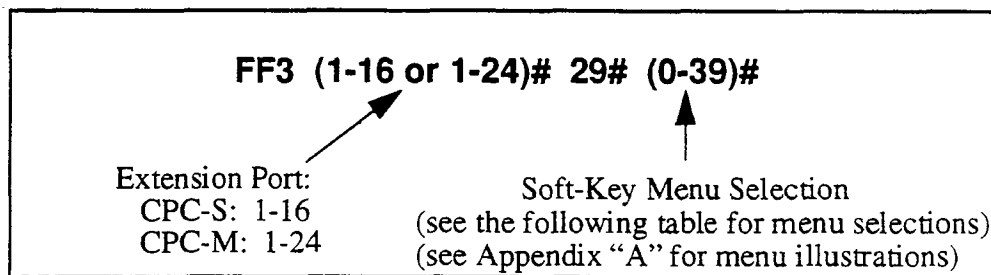 FF3 (1-16 or 1-24)# 29# (0-39)#
Extension Port:
CPC-S: 1-16
CPC-M: 1-24
Soft-Key Menu Selection
(see the following table for menu selections)
(see Appendix “A” for menu illustrations)